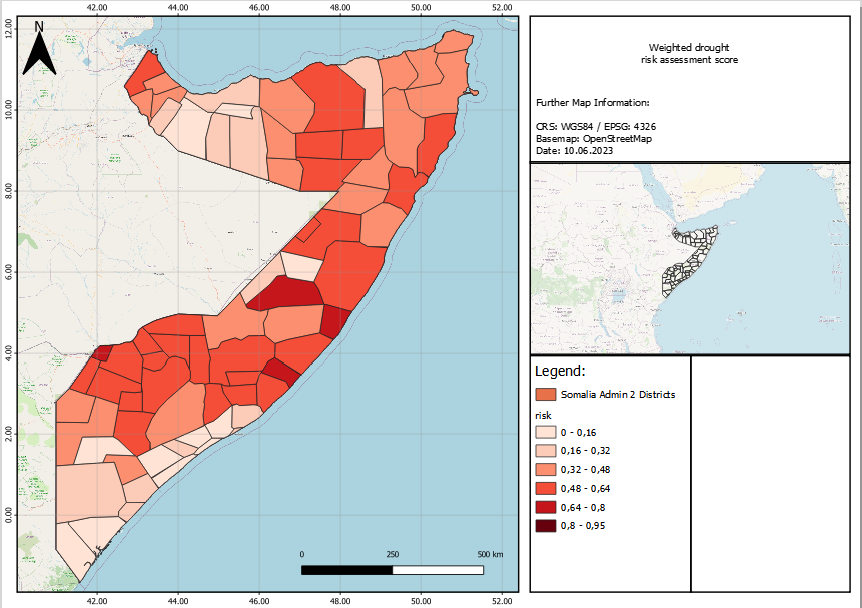 42.00 44.00 46.00 48.00 50.00 52.00
12.00
10.00
8.00
6.00
4.00
2.00
0.00
N
0 250 500 km
42.00 44.00 46.00 48.00 50.00 52.00
Weighted drought
risk assessment score
Further Map Information:
CRS: WGS84 / EPSG: 4326
Basemap: OpenStreetMap
Date: 10.06.2023
Legend:
Somalia Admin 2 Districts
risk
0 - 0,16
0,16 - 0,32
0,32 - 0,48
0,48 - 0,64
0,64 - 0,8
0,8 - 0,95